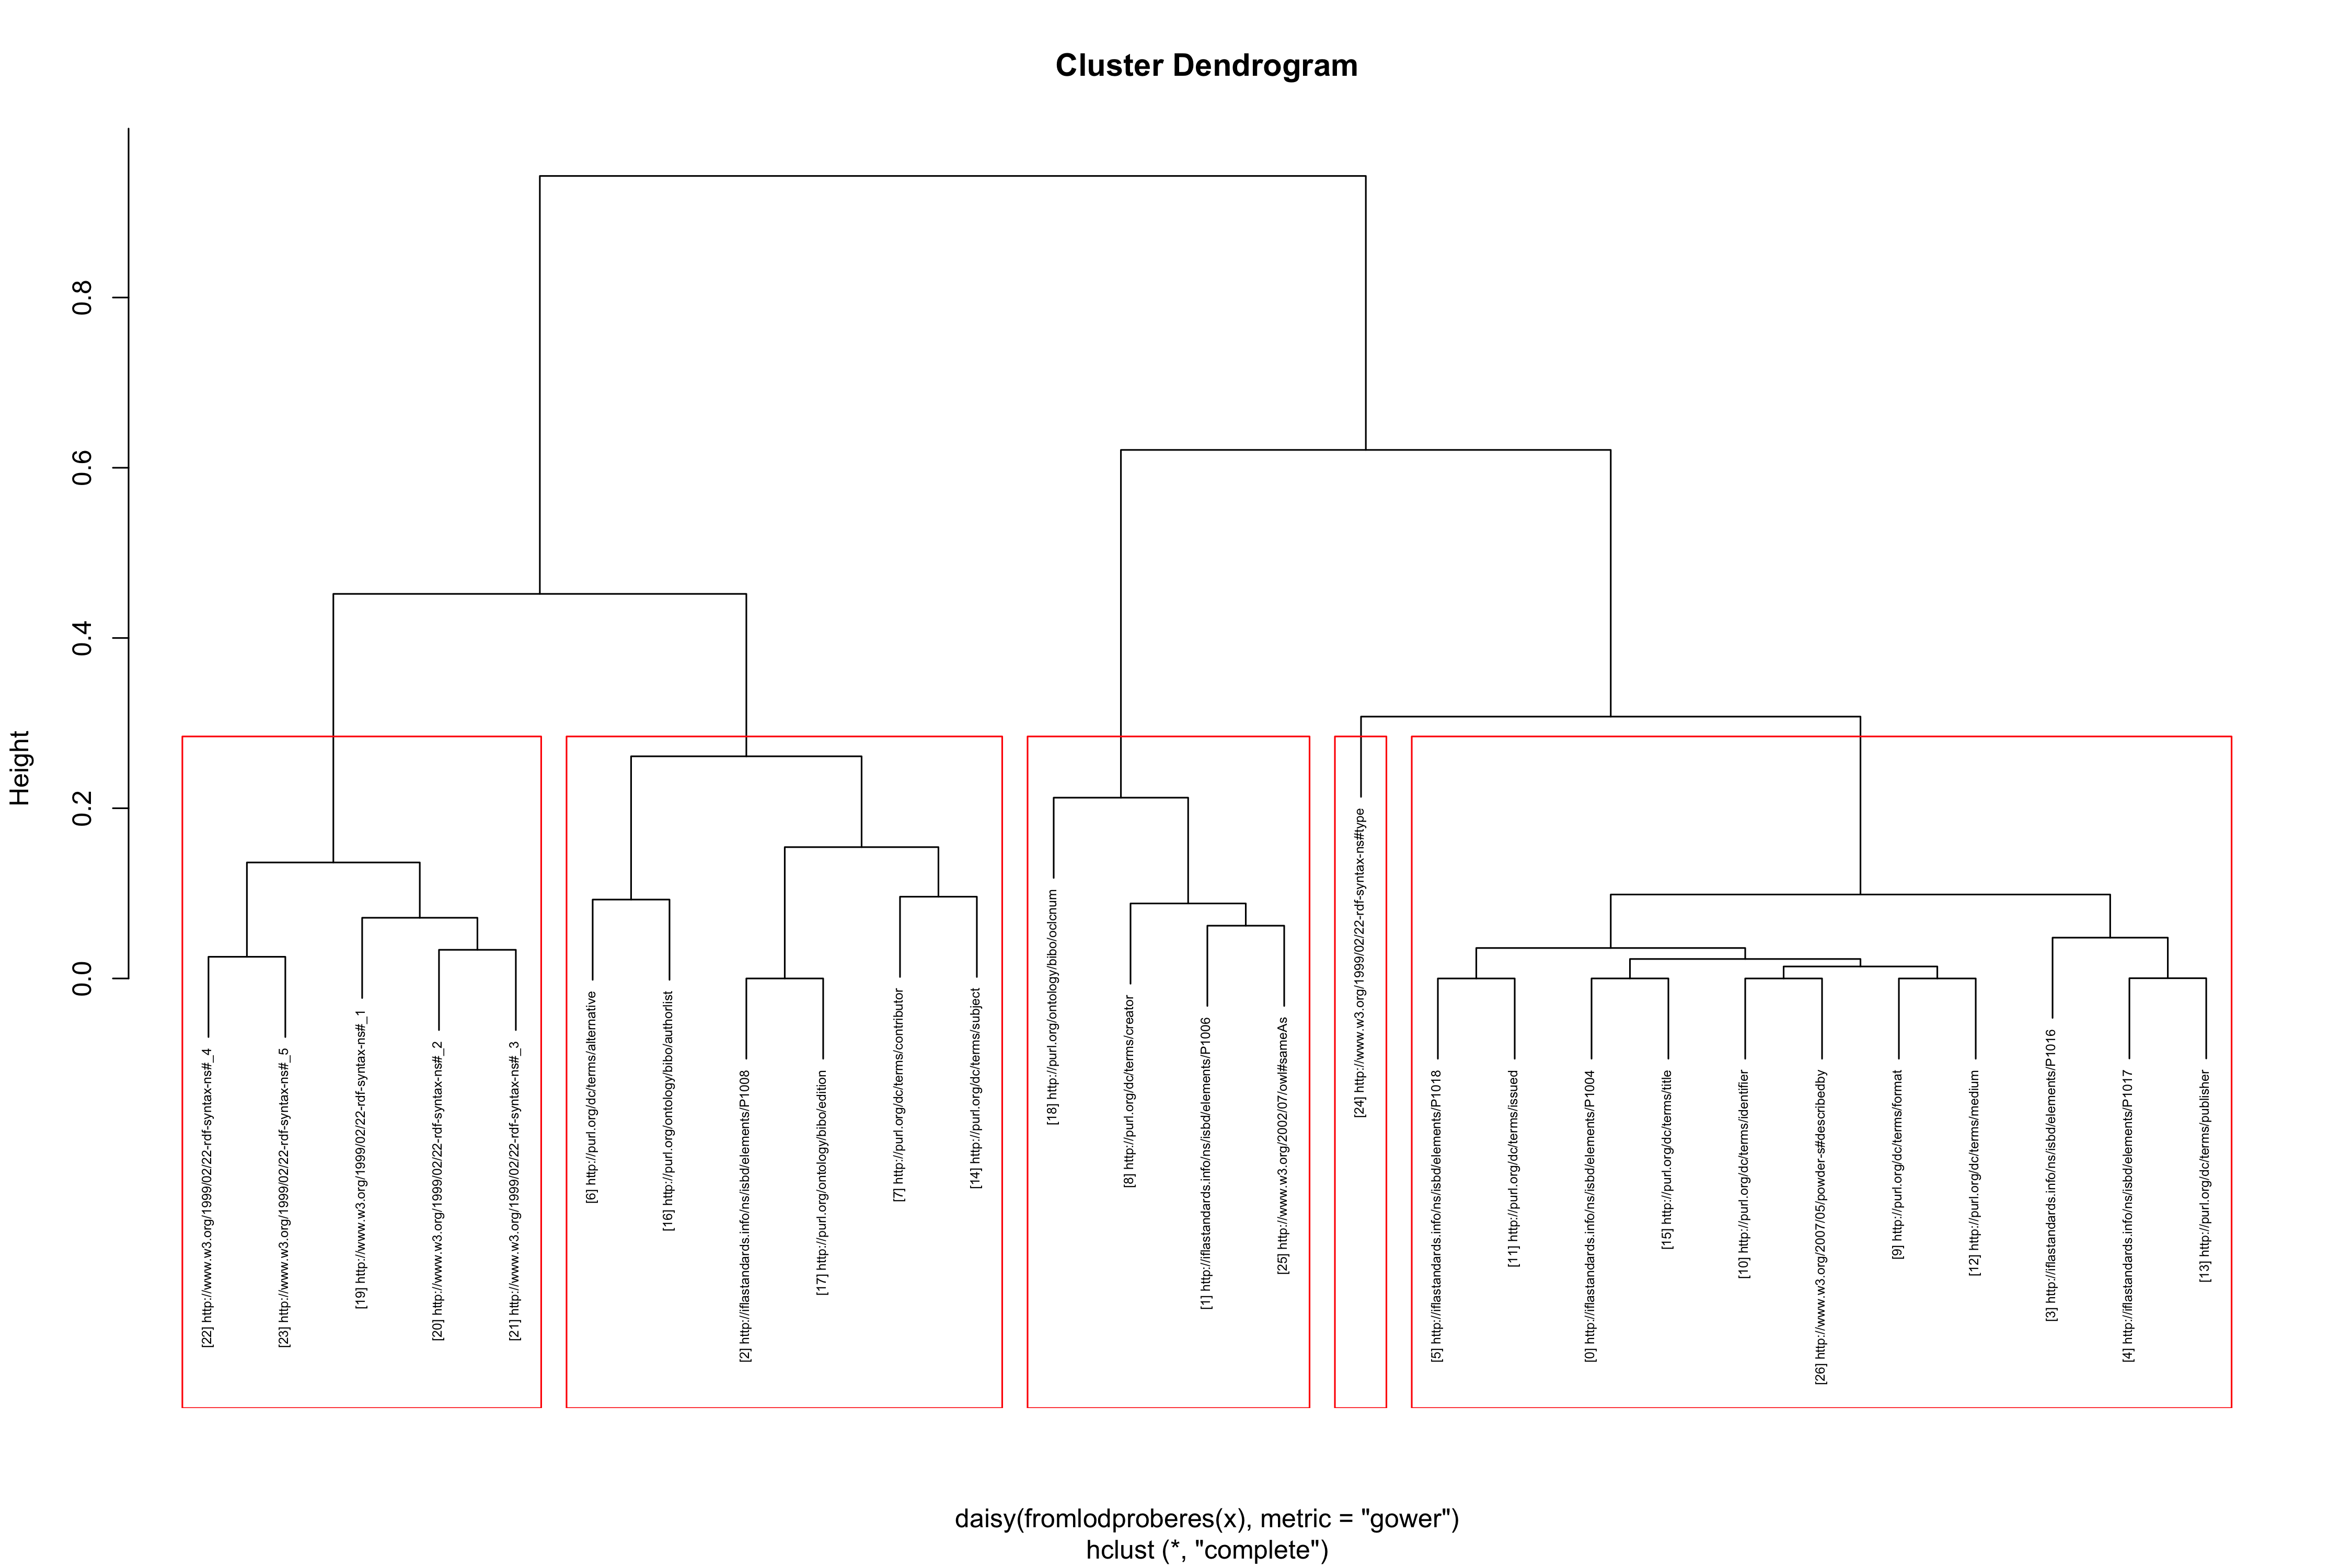 Cluster Dendrogram
Height
0.0
0.2
0.4
0.6
0.8
[22] http://www.w3.org/1999/02/22-rdf-syntax-ns#_4
[23] http://www.w3.org/1999/02/22-rdf-syntax-ns#_5
[19] http://www.w3.org/1999/02/22-rdf-syntax-ns#_1
[20] http://www.w3.org/1999/02/22-rdf-syntax-ns#_2
[21] http://www.w3.org/1999/02/22-rdf-syntax-ns#_3
[6] http://purl.org/dc/terms/alternative
[16] http://purl.org/ontology/bibo/authorlist
[2] http://iflastandards.info/ns/isbd/elements/P1008
[17] http://purl.org/ontology/bibo/edition
[7] http://purl.org/dc/terms/contributor
[14] http://purl.org/dc/terms/subject
[18] http://purl.org/ontology/bibo/oclcnum
[8] http://purl.org/dc/terms/creator
[1] http://iflastandards.info/ns/isbd/elements/P1006
[25] http://www.w3.org/2002/07/owl#sameAs
[24] http://www.w3.org/1999/02/22-rdf-syntax-ns#type
[5] http://iflastandards.info/ns/isbd/elements/P1018
[11] http://purl.org/dc/terms/issued
[0] http://iflastandards.info/ns/isbd/elements/P1004
[15] http://purl.org/dc/terms/title
[10] http://purl.org/dc/terms/identifier
[26] http://www.w3.org/2007/05/powder-s#describedby
[9] http://purl.org/dc/terms/format
[12] http://purl.org/dc/terms/medium
[3] http://iflastandards.info/ns/isbd/elements/P1016
[4] http://iflastandards.info/ns/isbd/elements/P1017
[13] http://purl.org/dc/terms/publisher
daisy(fromlodproberes(x), metric = "gower")
hclust (*, "complete")